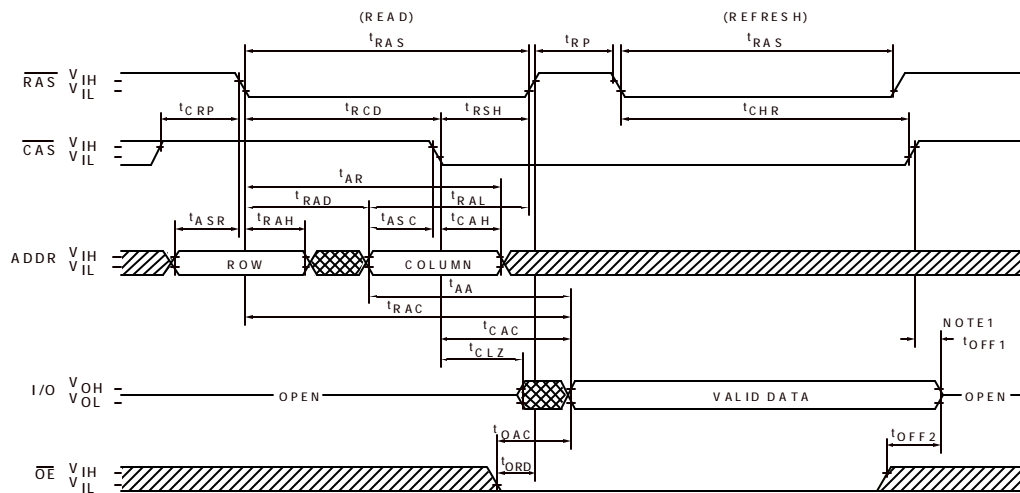 (READ) (REFRESH)
tRAS tRP tRAS
RAS VIH
VIL
tCRP tRCD tRSH tCHR
CAS VIH
VIL
tAR
tRAD tRAL
tASR tRAH tASC tCAH
ADDR VIH
VIL
ROW COLUMN
tAA
tRAC
tCAC
NOTE1
tCLZ tOFF1
I/O VOH
VOL
OPEN VALID DATA OPEN
tOAC tOFF2
tORD
OE VIH
VIL